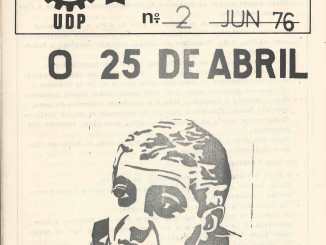 UDP
nº 2 JUN 76
O 25 DE ABRIL